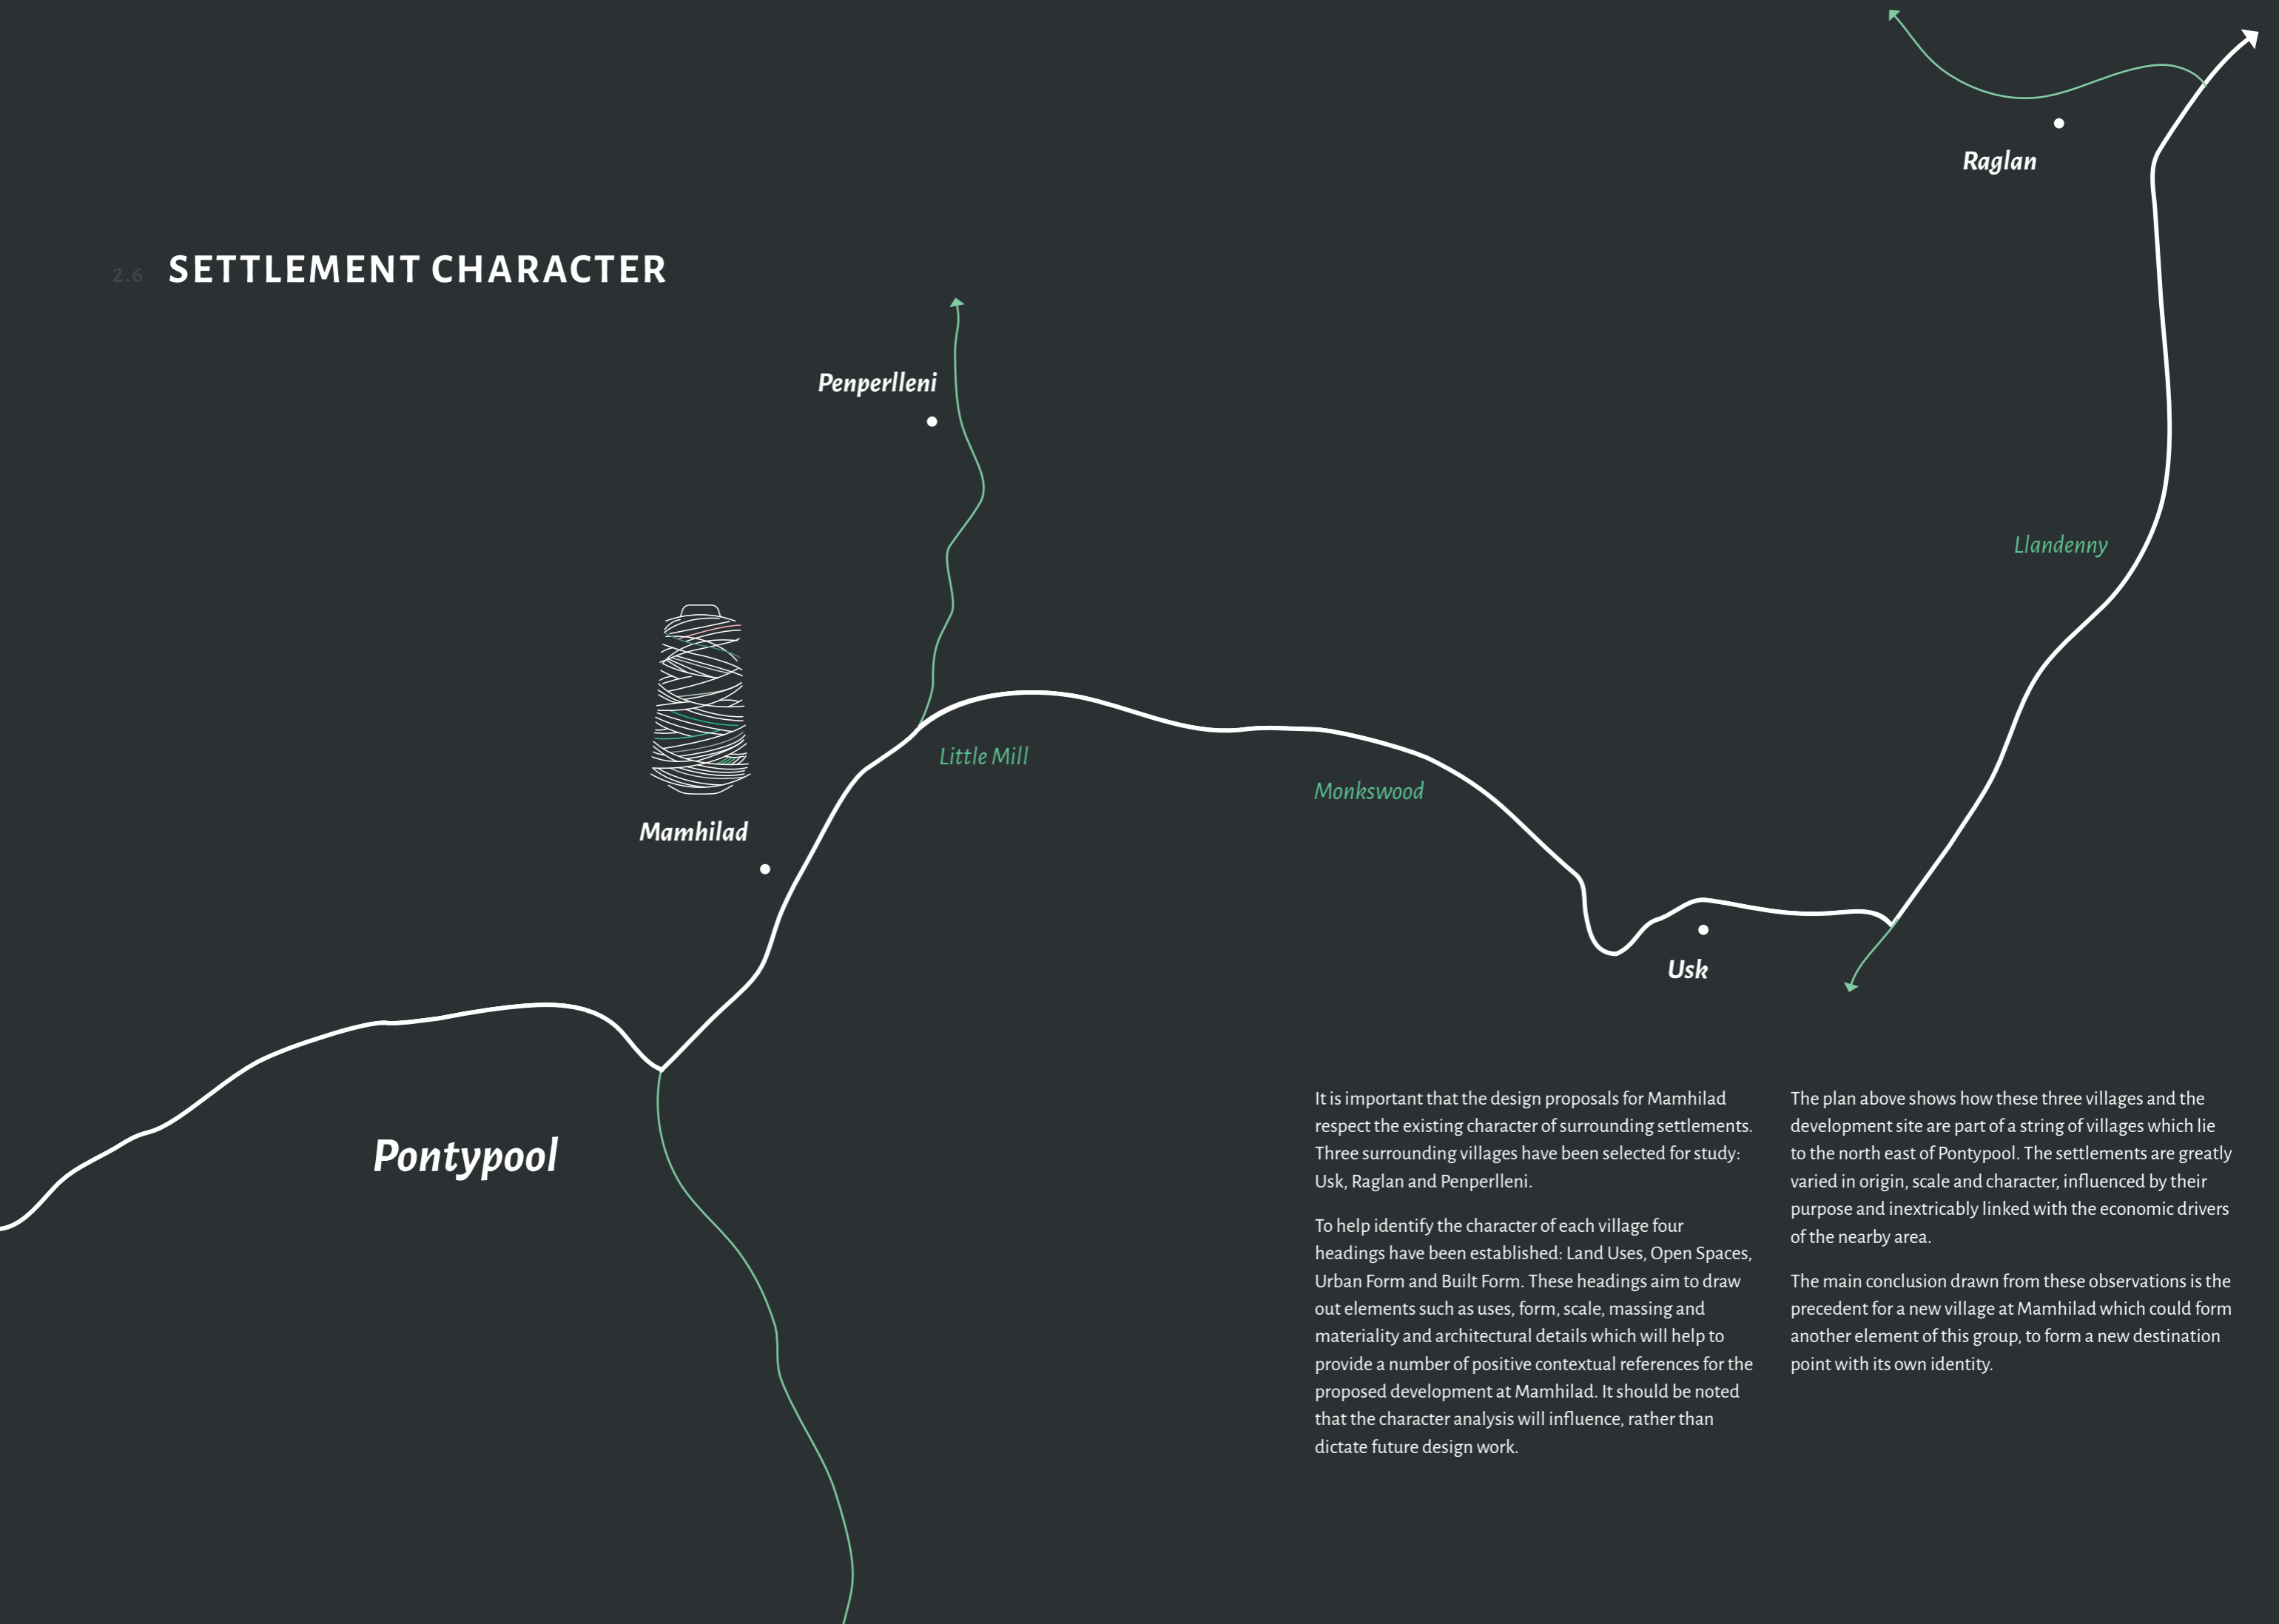 2.6 SETTLEMENT CHARACTER
Raglan
Penperlleni
Llandenny
Little Mill
Monkswood
Mamhilad
Usk
Pontypool
It is important that the design proposals for Mamhilad
respect the existing character of surrounding settlements.
Three surrounding villages have been selected for study:
Usk, Raglan and Penperlleni.
To help identify the character of each village four
headings have been established: Land Uses, Open Spaces,
Urban Form and Built Form. These headings aim to draw
out elements such as uses, form, scale, massing and
materiality and architectural details which will help to
provide a number of positive contextual references for the
proposed development at Mamhilad. It should be noted
that the character analysis will influence, rather than
dictate future design work.
The plan above shows how these three villages and the
development site are part of a string of villages which lie
to the north east of Pontypool. The settlements are greatly
varied in origin, scale and character, influenced by their
purpose and inextricably linked with the economic drivers
of the nearby area.
The main conclusion drawn from these observations is the
precedent for a new village at Mamhilad which could form
another element of this group, to form a new destination
point with its own identity.